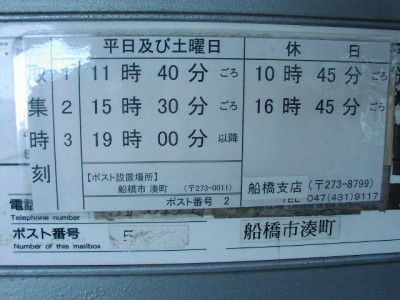 平日及び土曜日 休 日
取 1 11時 40分 ごろ 10時 45分 ごろ
集 2 15時 30分 ごろ 16時 45分 ごろ
時 3 19時 00分 以降
刻
【ポスト設置場所】
船橋市 湊町 (〒273-0011)
ポスト番号 2
船橋支店 (〒273-8799)
TEL 047(431)9117
電
Telephone number
ポスト番号
Number of this mailbox
船橋市湊町